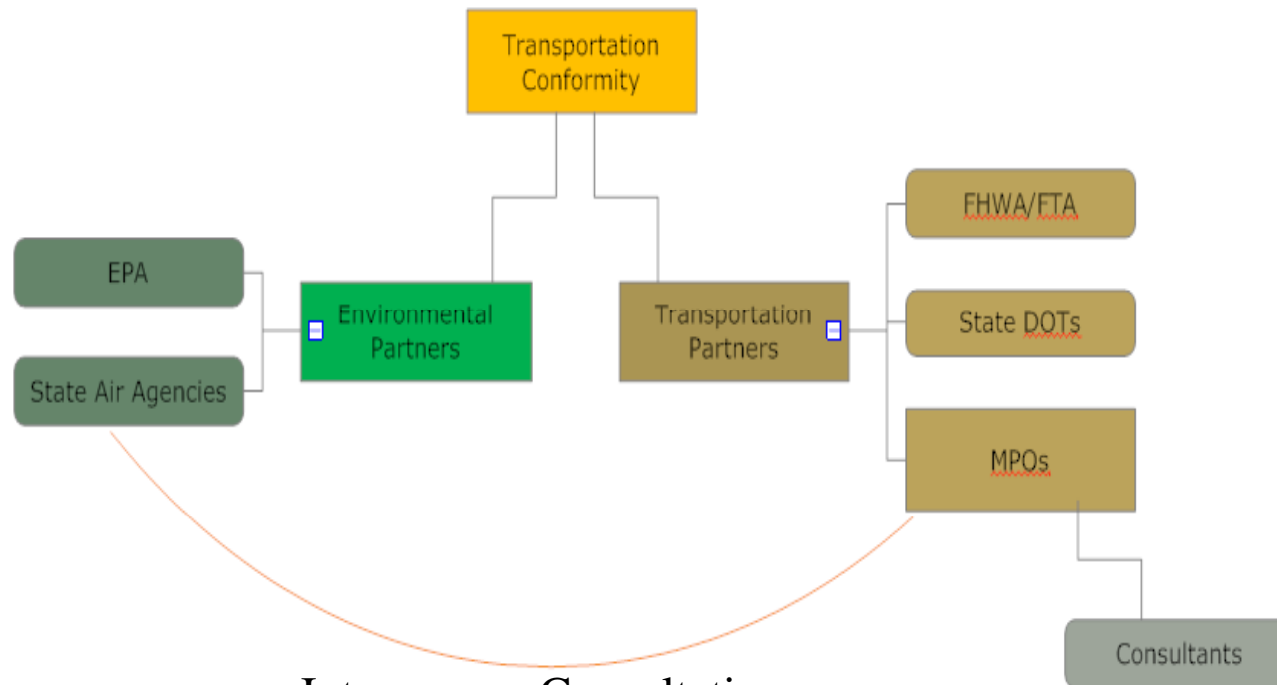 Transportation
Conformity
FHWA/FTA
EPA
Environmental
Partners
Transportation
Partners
State DOTs
State Air Agencies
MPOs
Consultants